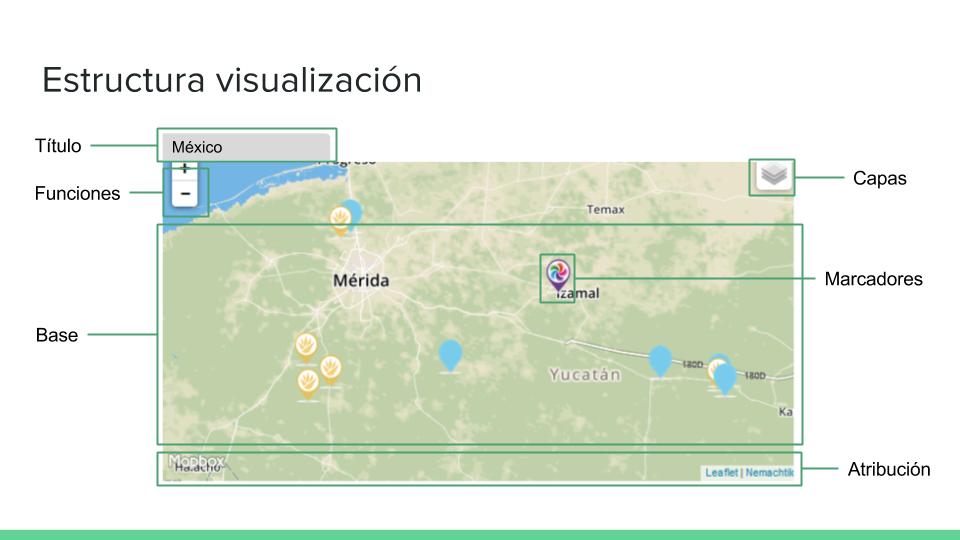 Estructura visualización
Título
México
Progreso
Funciones
+
-
Capas
Temax
Mérida
Izamal
Marcadores
Base
180D
180D
Yucatán
Ka
Mapbox
Halacho
Leaflet | Nemachtik
Atribución